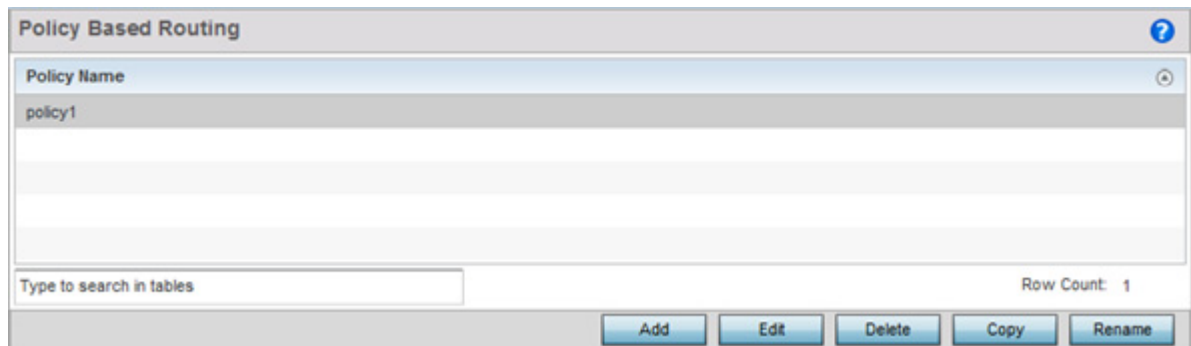 Policy Based Routing
?
Policy Name
policy1
Type to search in tables
Row Count: 1
Add Edit Delete Copy Rename